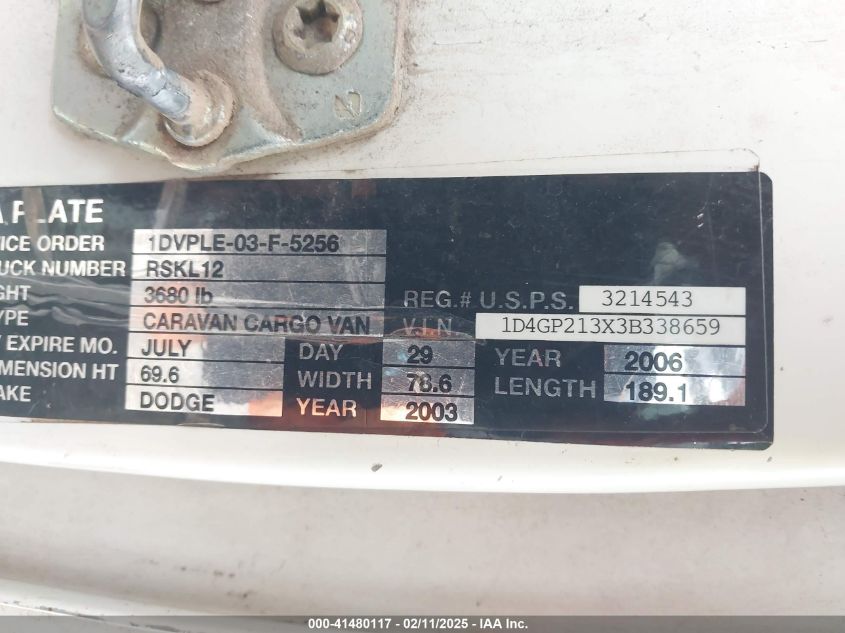 A PLATE
ICE ORDER 1DVPLE-03-F-5256
UCK NUMBER RSKL12
GHT 3680 lb REG.# U.S.P.S. 3214543
YPE CARAVAN CARGO VAN V.I.N. 1D4GP213X3B338659
Y EXPIRE MO. JULY DAY 29 YEAR 2006
MENSION HT 69.6 WIDTH 78.6 LENGTH 189.1
AKE DODGE YEAR 2003
000-41480117 - 02/11/2025 - IAA Inc.